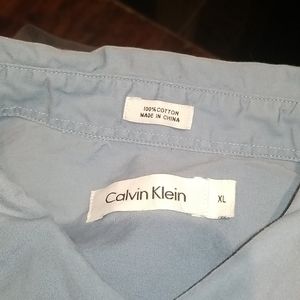 100% COTTON
MADE IN CHINA
Calvin Klein
XL